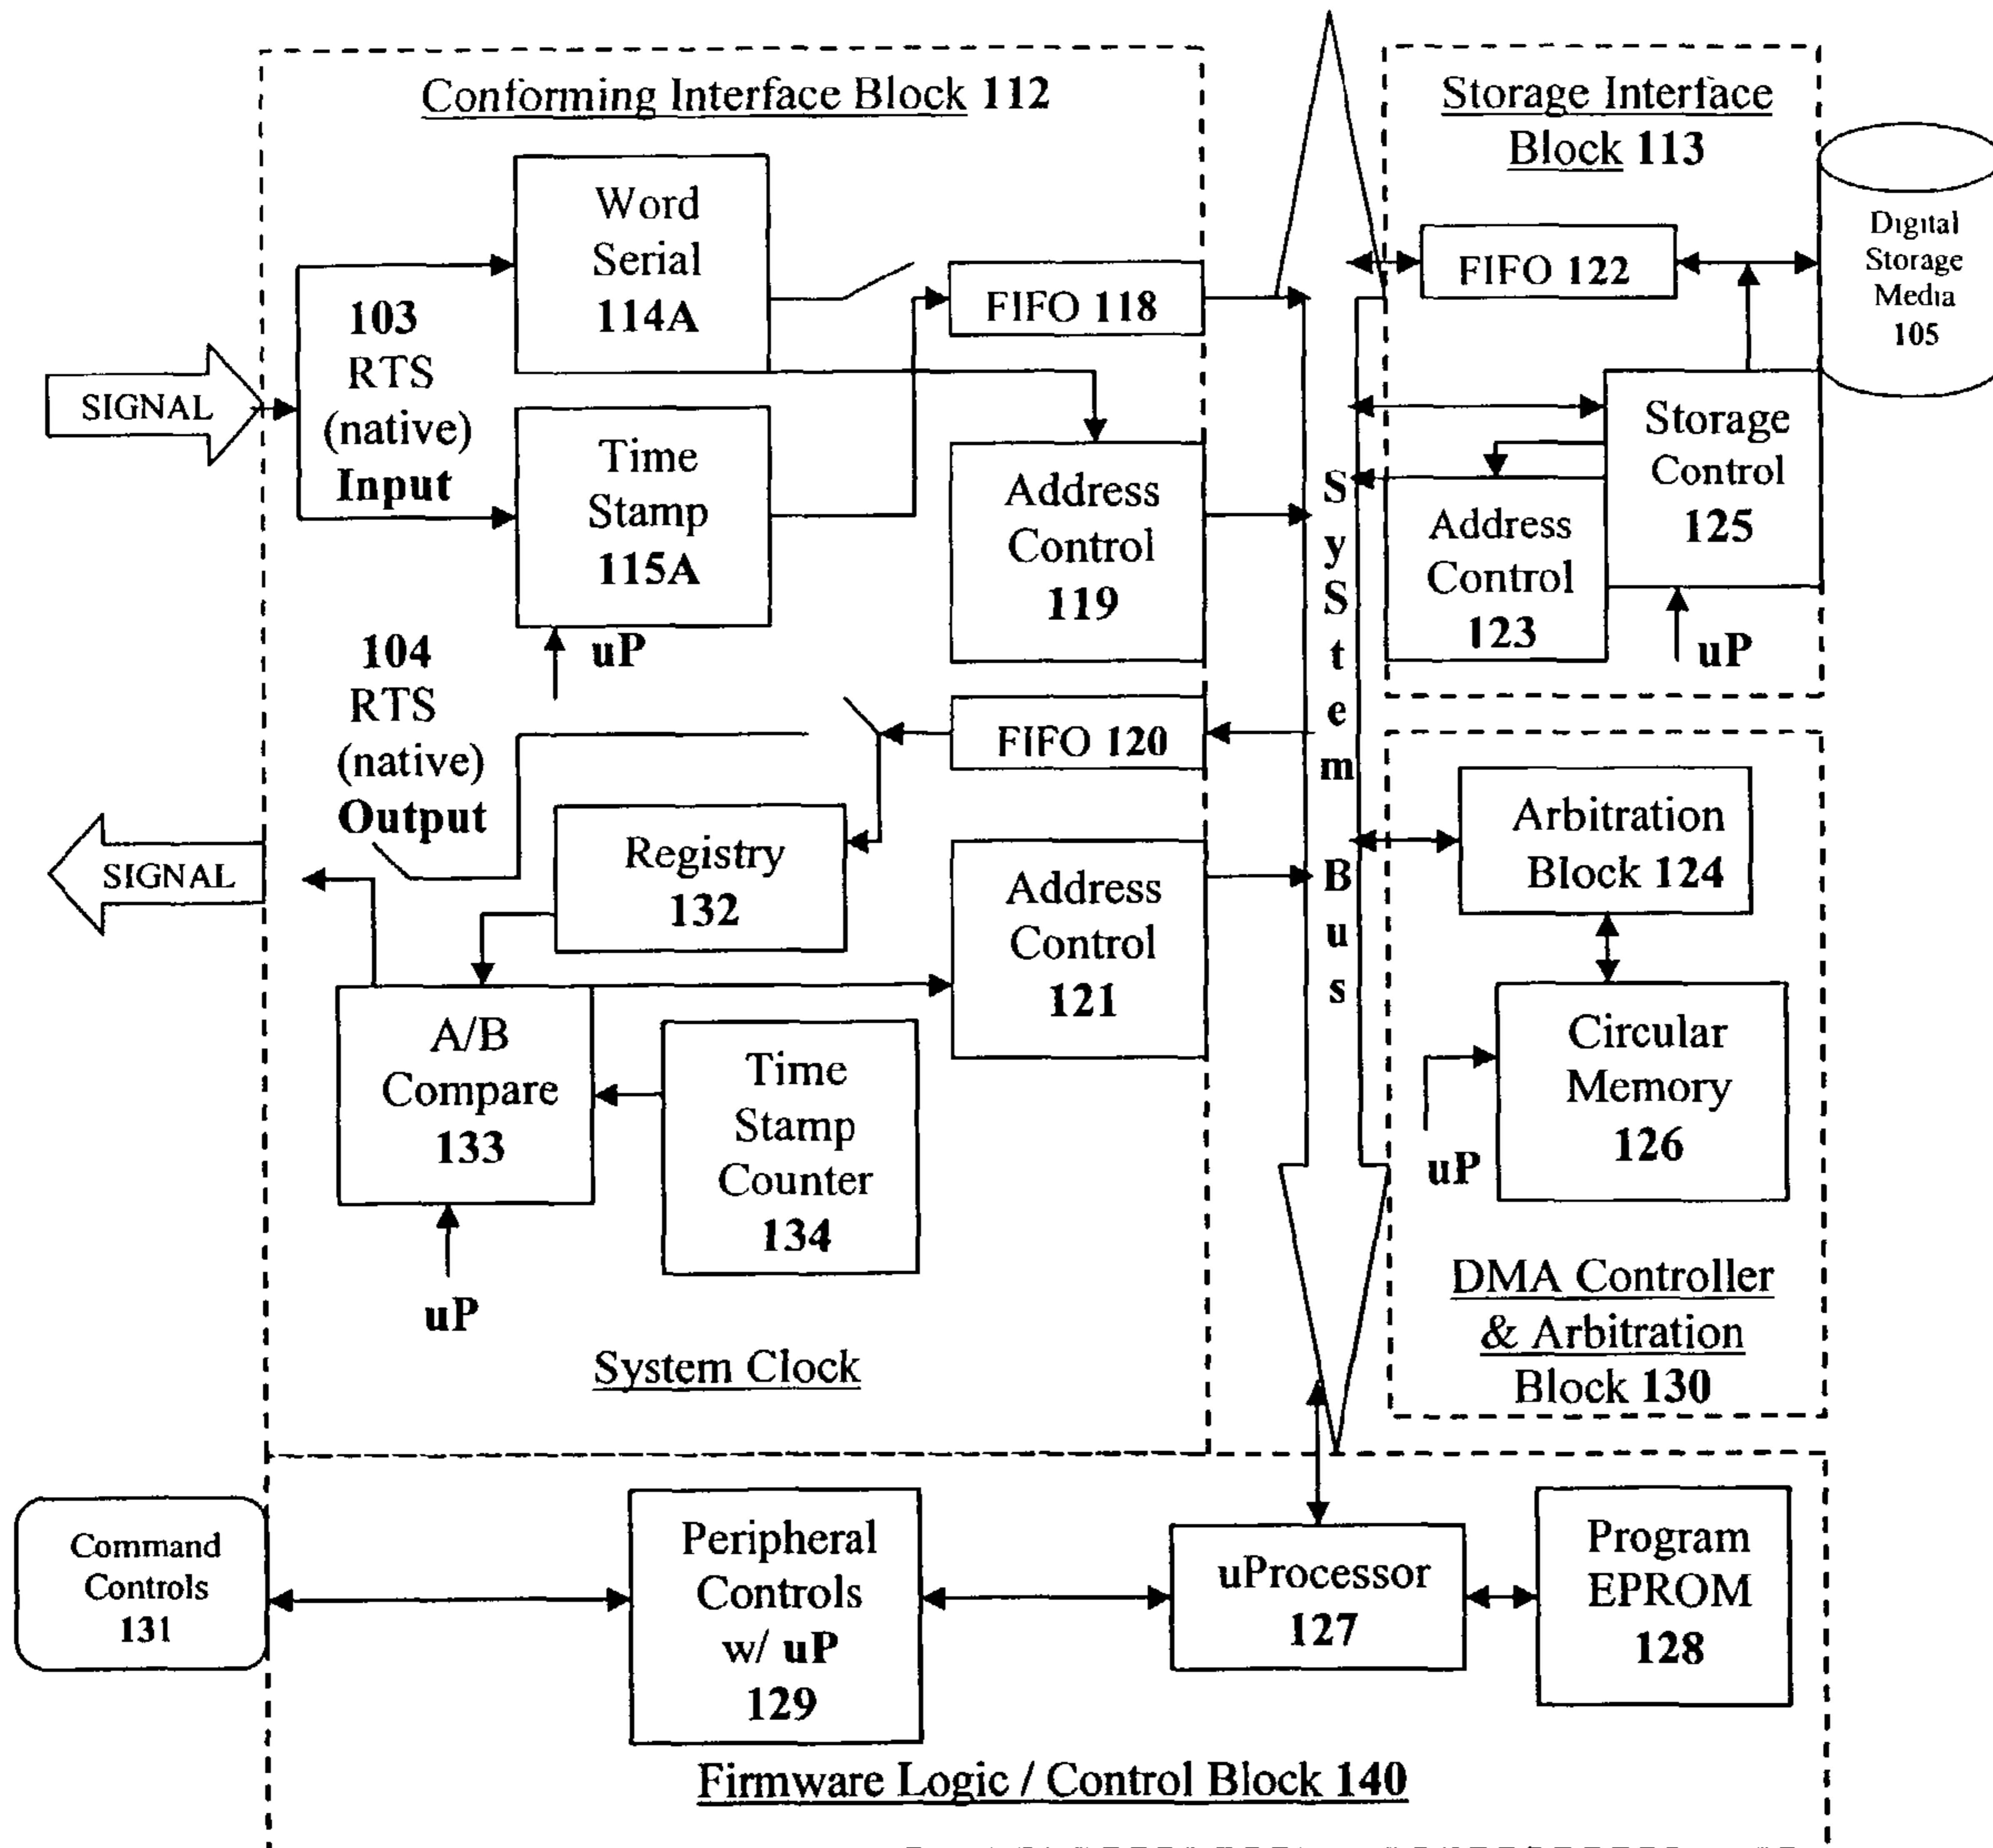 Conforming Interface Block 112
Word
Serial
114A
FIFO 118
103
RTS
(native)
Input
SIGNAL
Time
Stamp
115A
uP
Address
Control
119
104
RTS
(native)
Output
SIGNAL
FIFO 120
Registry
132
Address
Control
121
A/B
Compare
133
uP
Time
Stamp
Counter
134
System Clock
SyStem Bus
Storage Interface
Block 113
FIFO 122
Digital
Storage
Media
105
Storage
Control
125
Address
Control
123
uP
Arbitration
Block 124
Circular
Memory
126
uP
DMA Controller
& Arbitration
Block 130
Command
Controls
131
Peripheral
Controls
w/ uP
129
uProcessor
127
Program
EPROM
128
Firmware Logic / Control Block 140